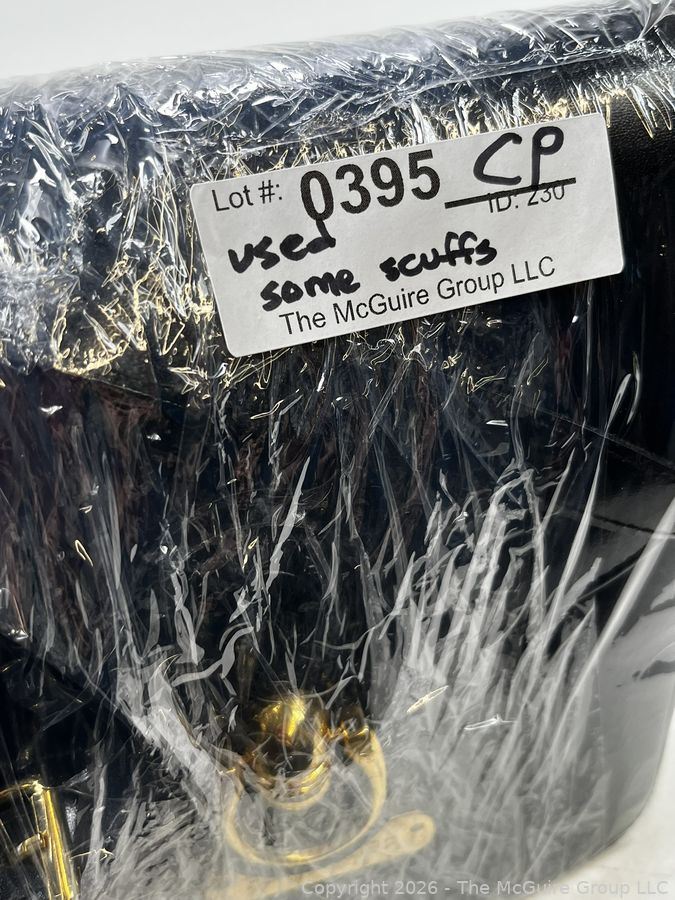 Lot #: 0395 CP
ID: 230
used
some scuffs
The McGuire Group LLC
Copyright 2026 - The McGuire Group LLC